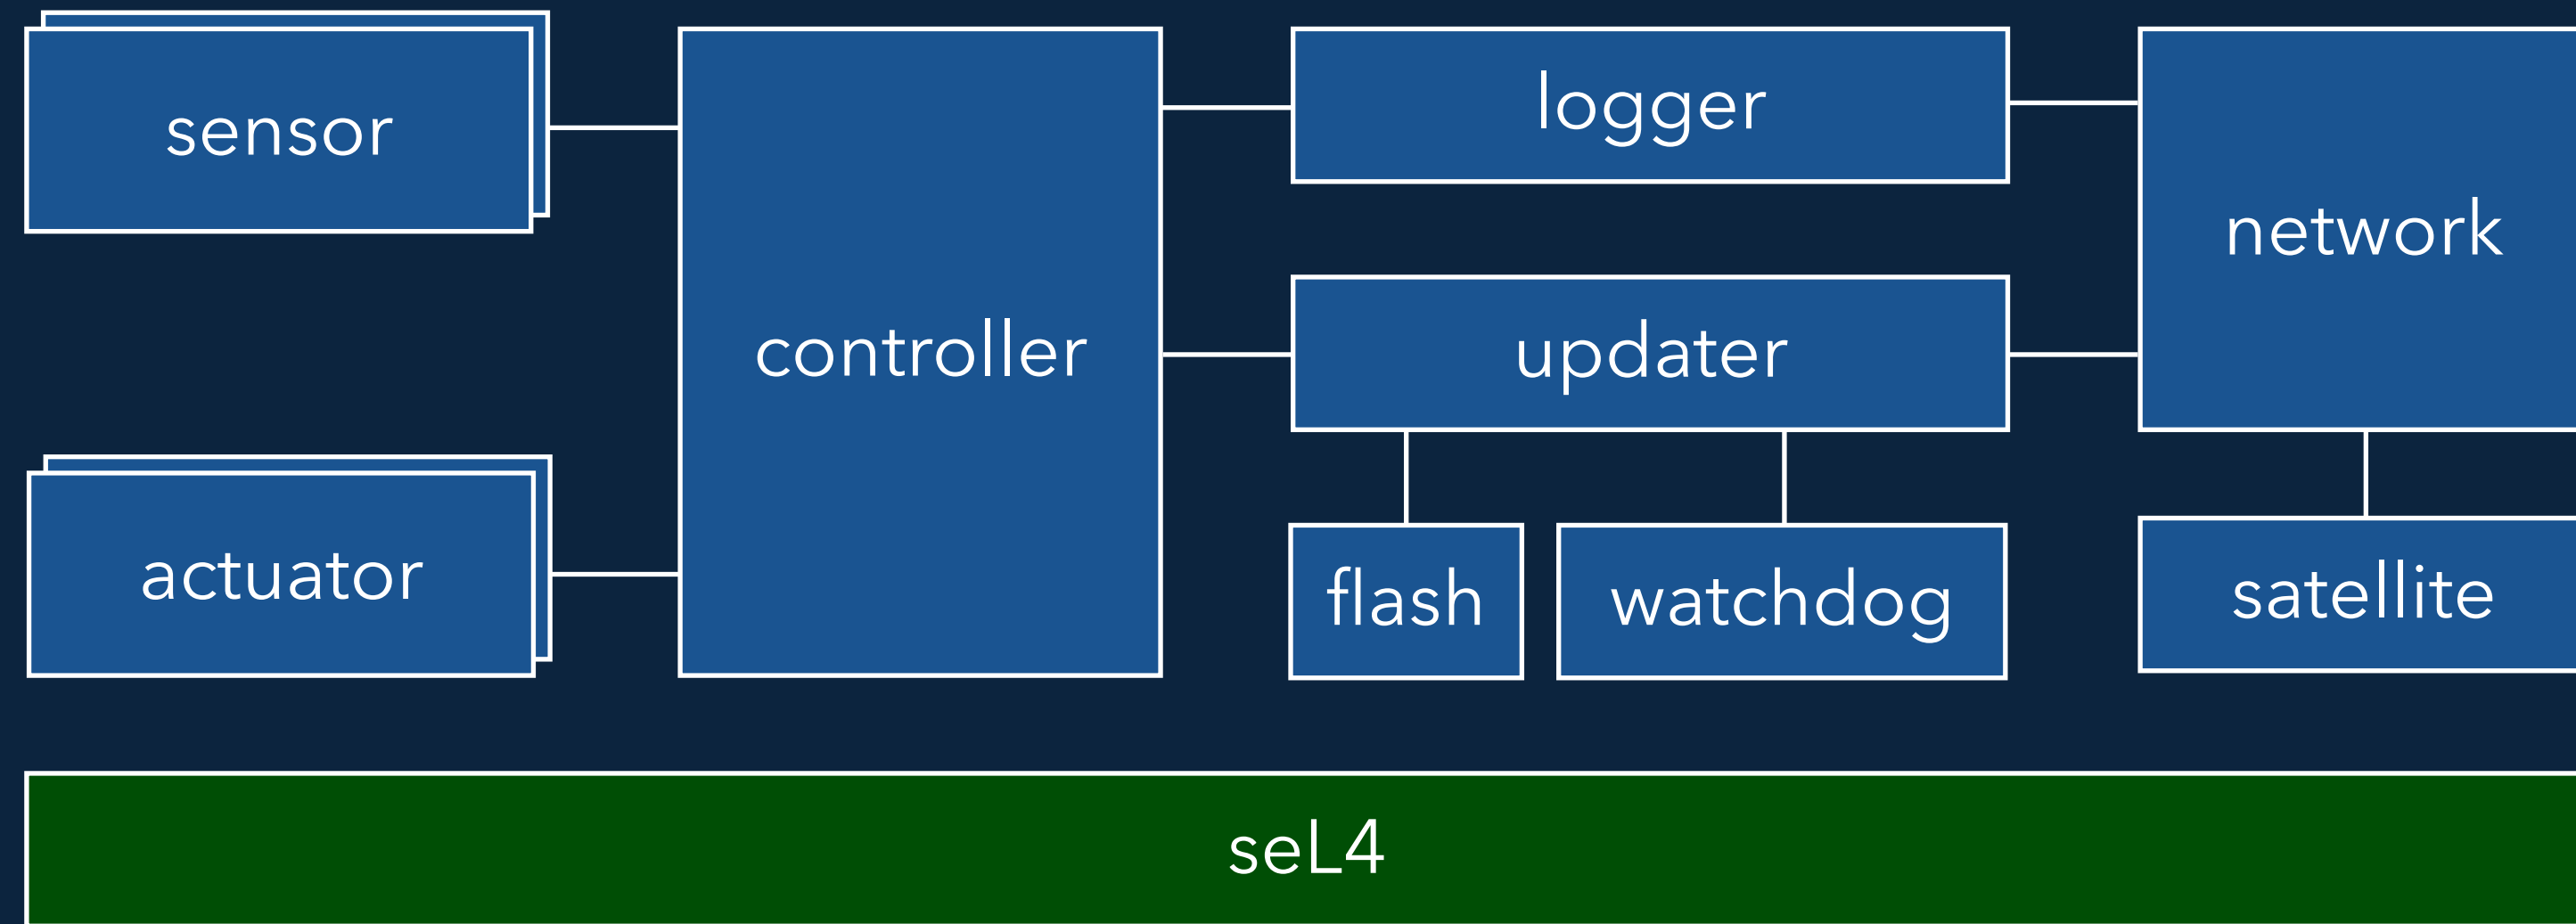 sensor
controller
logger
network
updater
actuator
flash
watchdog
satellite
seL4